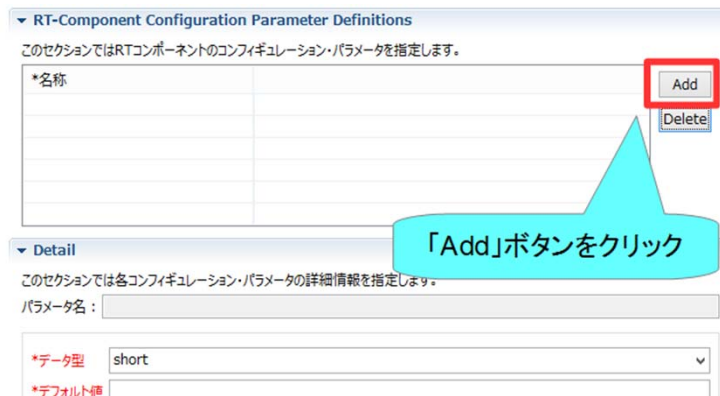 RT-Component Configuration Parameter Definitions
このセクションではRTコンポーネントのコンフィギュレーション・パラメータを指定します。
*名称
Add
Delete
「Add」ボタンをクリック
Detail
このセクションでは各コンフィギュレーション・パラメータの詳細情報を指定します。
パラメータ名：
*データ型 short
*デフォルト値